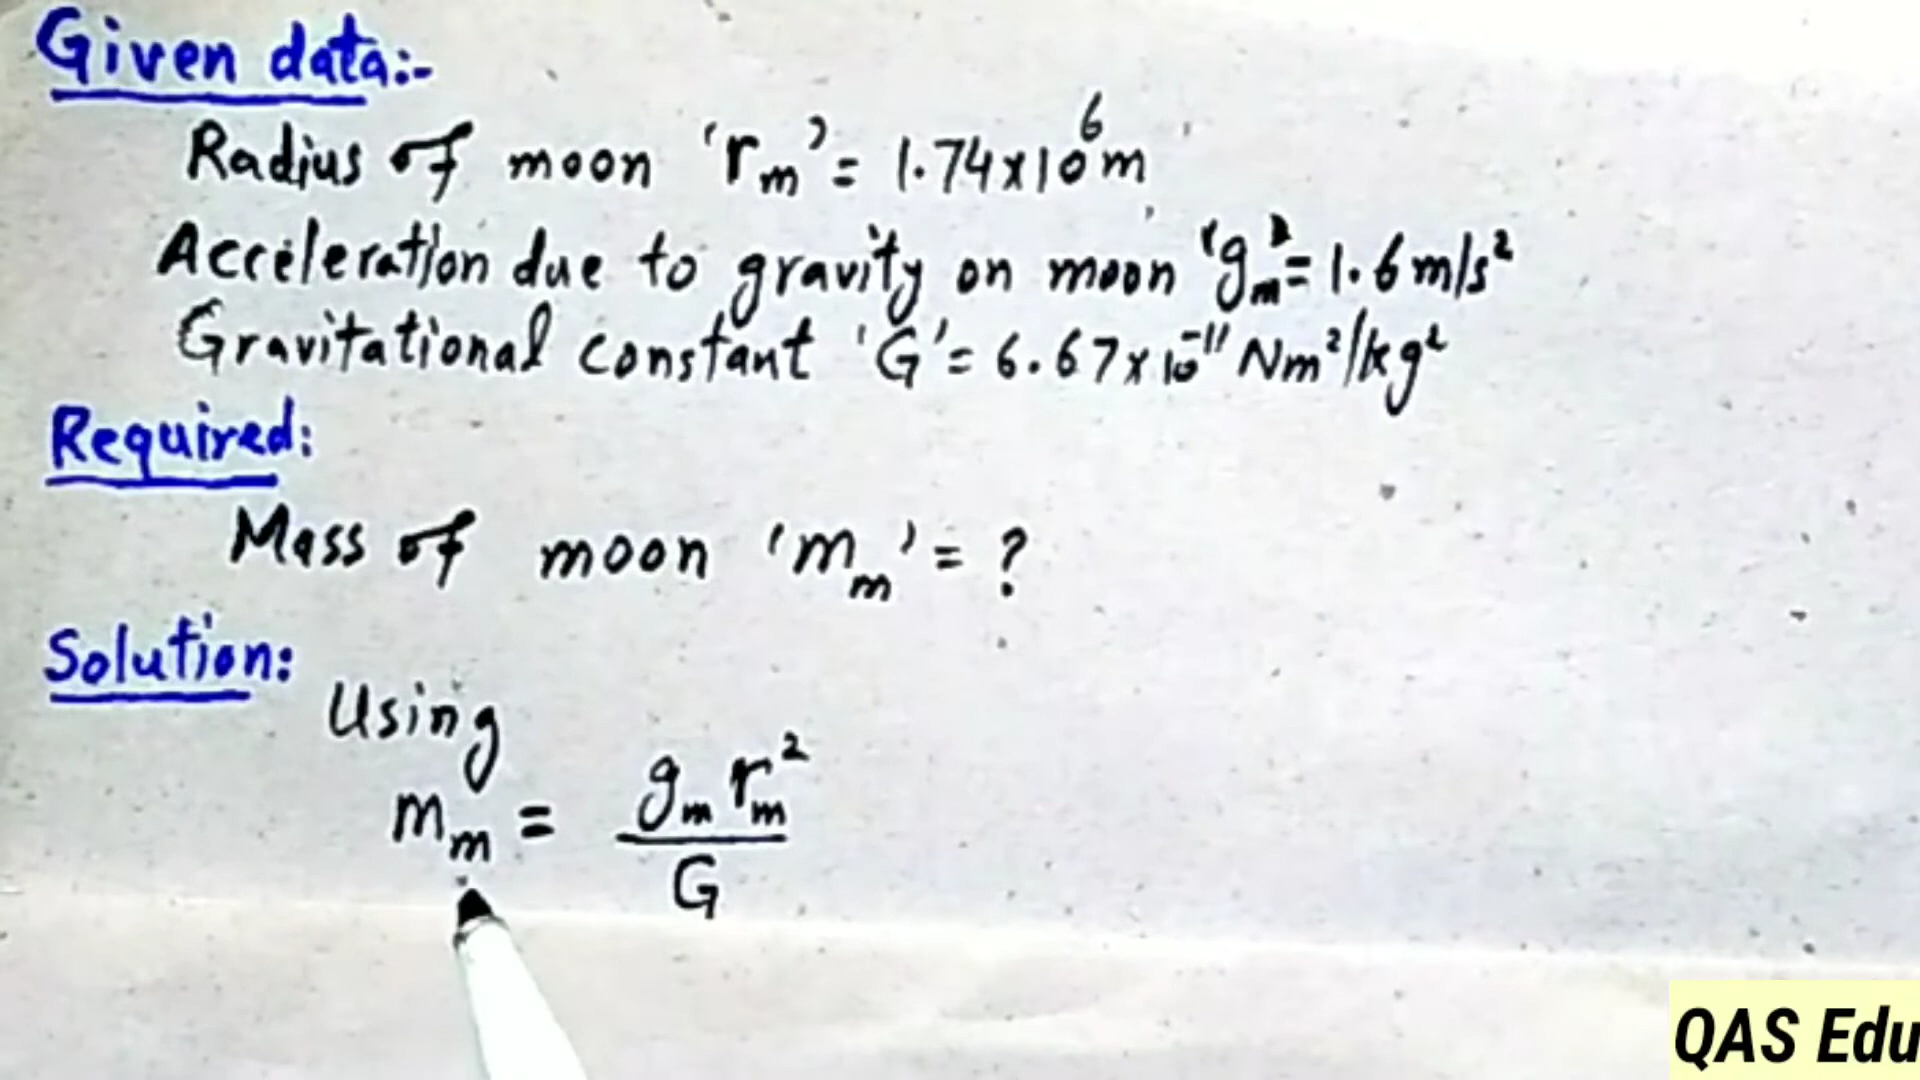 Given data:-
Radius of moon 'rm' = 1.74x10⁶m
Acceleration due to gravity on moon 'gm' = 1.6 m/s²
Gravitational constant 'G' = 6.67x10⁻¹¹ Nm²/kg²
Required:
Mass of moon 'mm' = ?
Solution:
Using
mm = gm rm²
G
QAS Edu